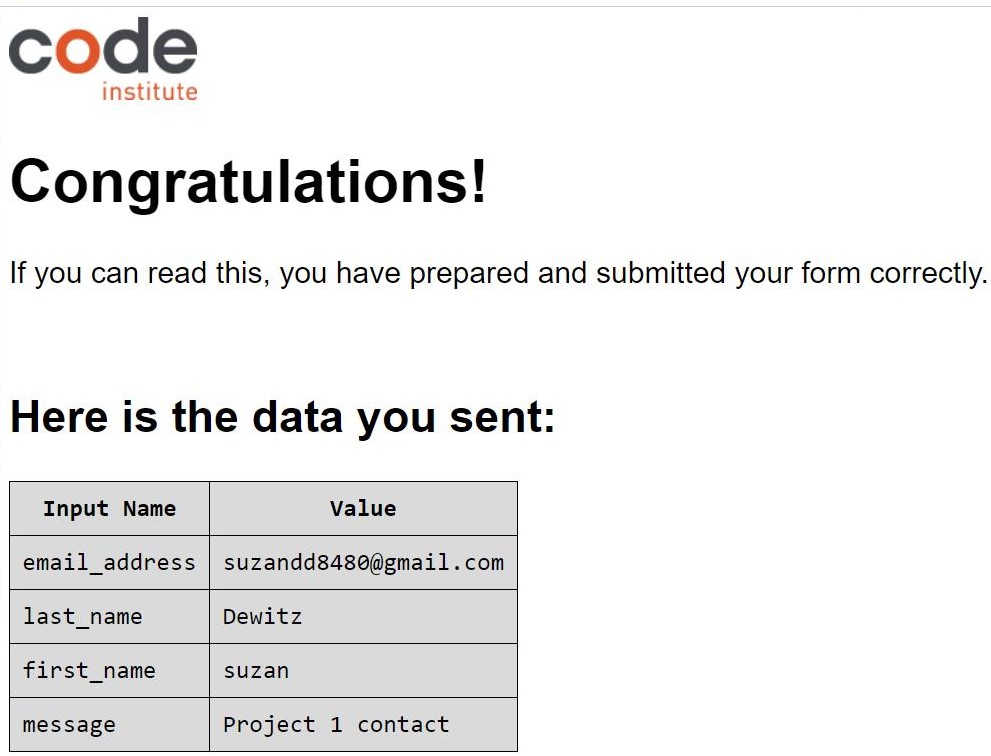 code
institute
Congratulations!
If you can read this, you have prepared and submitted your form correctly.
Here is the data you sent:
Input Name Value
email_address suzandd8480@gmail.com
last_name Dewitz
first_name suzan
message Project 1 contact